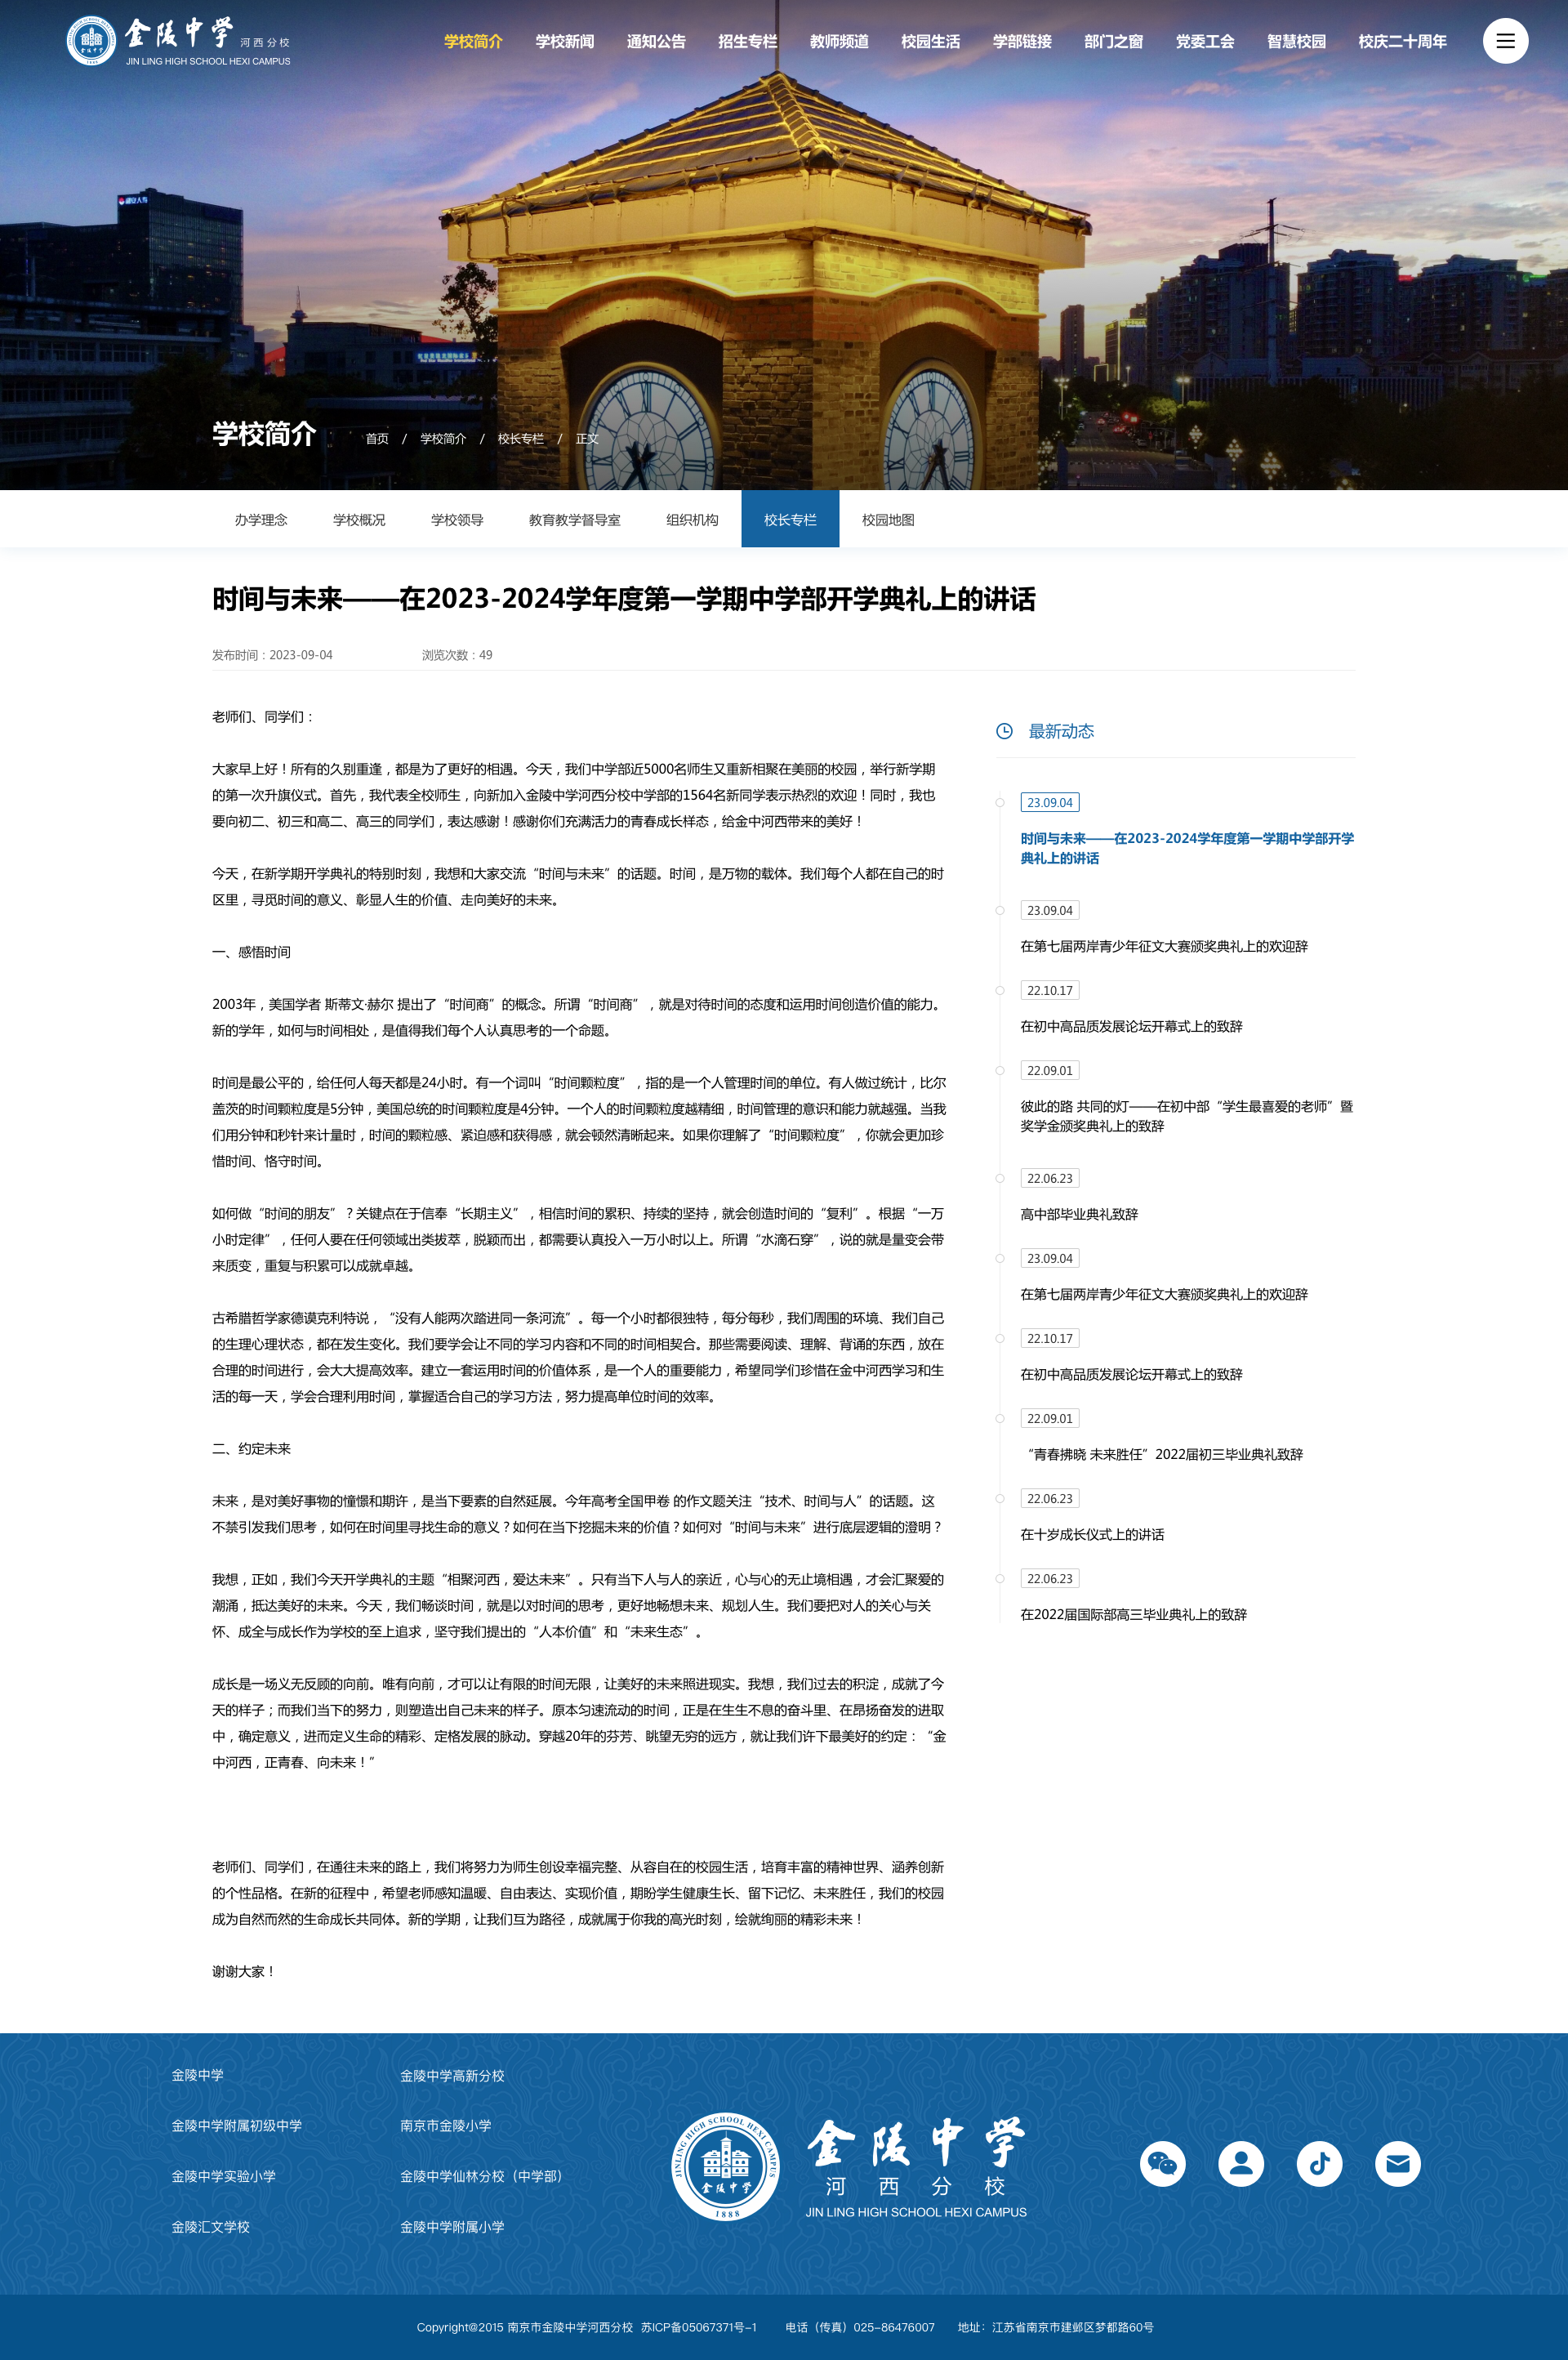 金陵中学 河西分校
JIN LING HIGH SCHOOL HEXI CAMPUS
学校简介 学校新闻 通知公告 招生专栏 教师频道 校园生活 学部链接 部门之窗 党委工会 智慧校园 校庆二十周年
学校简介 首页 / 学校简介 / 校长专栏 / 正文
办学理念 学校概况 学校领导 教育教学督导室 组织机构 校长专栏 校园地图
时间与未来——在2023-2024学年度第一学期中学部开学典礼上的讲话
发布时间：2023-09-04 浏览次数：49
老师们、同学们：
大家早上好！所有的久别重逢，都是为了更好的相遇。今天，我们中学部近5000名师生又重新相聚在美丽的校园，举行新学期
的第一次升旗仪式。首先，我代表全校师生，向新加入金陵中学河西分校中学部的1564名新同学表示热烈的欢迎！同时，我也
要向初二、初三和高二、高三的同学们，表达感谢！感谢你们充满活力的青春成长样态，给金中河西带来的美好！
今天，在新学期开学典礼的特别时刻，我想和大家交流“时间与未来”的话题。时间，是万物的载体。我们每个人都在自己的时
区里，寻觅时间的意义、彰显人生的价值、走向美好的未来。
一、感悟时间
2003年，美国学者 斯蒂文·赫尔 提出了“时间商”的概念。所谓“时间商”，就是对待时间的态度和运用时间创造价值的能力。
新的学年，如何与时间相处，是值得我们每个人认真思考的一个命题。
时间是最公平的，给任何人每天都是24小时。有一个词叫“时间颗粒度”，指的是一个人管理时间的单位。有人做过统计，比尔
盖茨的时间颗粒度是5分钟，美国总统的时间颗粒度是4分钟。一个人的时间颗粒度越精细，时间管理的意识和能力就越强。当我
们用分钟和秒针来计量时，时间的颗粒感、紧迫感和获得感，就会顿然清晰起来。如果你理解了“时间颗粒度”，你就会更加珍
惜时间、恪守时间。
如何做“时间的朋友”？关键点在于信奉“长期主义”，相信时间的累积、持续的坚持，就会创造时间的“复利”。根据“一万
小时定律”，任何人要在任何领域出类拔萃，脱颖而出，都需要认真投入一万小时以上。所谓“水滴石穿”，说的就是量变会带
来质变，重复与积累可以成就卓越。
古希腊哲学家德谟克利特说，“没有人能两次踏进同一条河流”。每一个小时都很独特，每分每秒，我们周围的环境、我们自己
的生理心理状态，都在发生变化。我们要学会让不同的学习内容和不同的时间相契合。那些需要阅读、理解、背诵的东西，放在
合理的时间进行，会大大提高效率。建立一套运用时间的价值体系，是一个人的重要能力，希望同学们珍惜在金中河西学习和生
活的每一天，学会合理利用时间，掌握适合自己的学习方法，努力提高单位时间的效率。
二、约定未来
未来，是对美好事物的憧憬和期许，是当下要素的自然延展。今年高考全国甲卷 的作文题关注“技术、时间与人”的话题。这
不禁引发我们思考，如何在时间里寻找生命的意义？如何在当下挖掘未来的价值？如何对“时间与未来”进行底层逻辑的澄明？
我想，正如，我们今天开学典礼的主题“相聚河西，爱达未来”。只有当下人与人的亲近，心与心的无止境相遇，才会汇聚爱的
潮涌，抵达美好的未来。今天，我们畅谈时间，就是以对时间的思考，更好地畅想未来、规划人生。我们要把对人的关心与关
怀、成全与成长作为学校的至上追求，坚守我们提出的“人本价值”和“未来生态”。
成长是一场义无反顾的向前。唯有向前，才可以让有限的时间无限，让美好的未来照进现实。我想，我们过去的积淀，成就了今
天的样子；而我们当下的努力，则塑造出自己未来的样子。原本匀速流动的时间，正是在生生不息的奋斗里、在昂扬奋发的进取
中，确定意义，进而定义生命的精彩、定格发展的脉动。穿越20年的芬芳、眺望无穷的远方，就让我们许下最美好的约定：“金
中河西，正青春、向未来！”
老师们、同学们，在通往未来的路上，我们将努力为师生创设幸福完整、从容自在的校园生活，培育丰富的精神世界、涵养创新
的个性品格。在新的征程中，希望老师感知温暖、自由表达、实现价值，期盼学生健康生长、留下记忆、未来胜任，我们的校园
成为自然而然的生命成长共同体。新的学期，让我们互为路径，成就属于你我的高光时刻，绘就绚丽的精彩未来！
谢谢大家！
最新动态
23.09.04
时间与未来——在2023-2024学年度第一学期中学部开学
典礼上的讲话
23.09.04
在第七届两岸青少年征文大赛颁奖典礼上的欢迎辞
22.10.17
在初中高品质发展论坛开幕式上的致辞
22.09.01
彼此的路 共同的灯——在初中部“学生最喜爱的老师”暨
奖学金颁奖典礼上的致辞
22.06.23
高中部毕业典礼致辞
23.09.04
在第七届两岸青少年征文大赛颁奖典礼上的欢迎辞
22.10.17
在初中高品质发展论坛开幕式上的致辞
22.09.01
“青春拂晓 未来胜任”2022届初三毕业典礼致辞
22.06.23
在十岁成长仪式上的讲话
22.06.23
在2022届国际部高三毕业典礼上的致辞
金陵中学 金陵中学高新分校
金陵中学附属初级中学 南京市金陵小学
金陵中学实验小学 金陵中学仙林分校（中学部）
金陵汇文学校 金陵中学附属小学
JINLING HIGH SCHOOL HEXI CAMPUS
金陵中学
1888
金陵中学
河西分校
JIN LING HIGH SCHOOL HEXI CAMPUS
Copyright@2015 南京市金陵中学河西分校 苏ICP备05067371号-1 电话（传真）025-86476007 地址：江苏省南京市建邺区梦都路60号